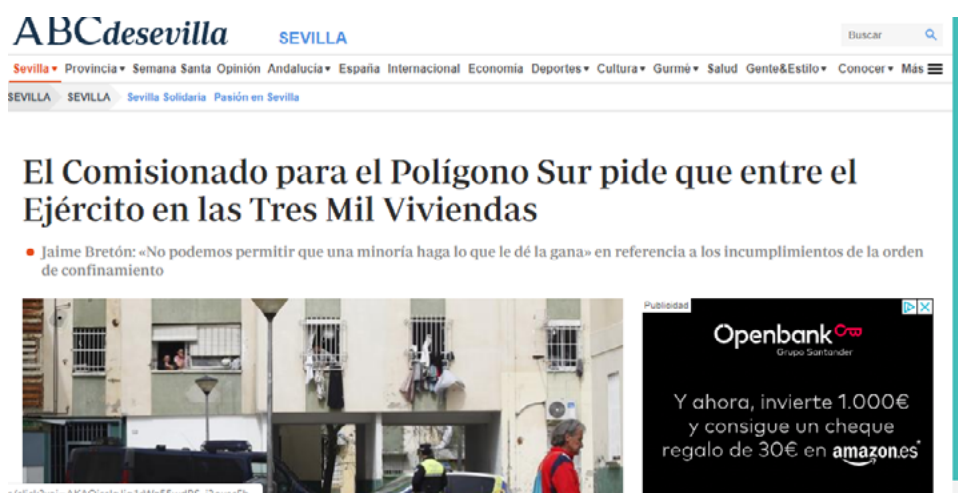 ABCdesevilla SEVILLA Buscar
Sevilla Provincia Semana Santa Opinión Andalucía España Internacional Economía Deportes Cultura Gurmé Salud Gente&Estilo Conocer Más
SEVILLA SEVILLA Sevilla Solidaria Pasión en Sevilla
El Comisionado para el Polígono Sur pide que entre el
Ejército en las Tres Mil Viviendas
Jaime Bretón: «No podemos permitir que una minoría haga lo que le dé la gana» en referencia a los incumplimientos de la orden
de confinamiento
Publicidad
Openbank
Grupo Santander
Y ahora, invierte 1.000€
y consigue un cheque
regalo de 30€ en amazon.es*